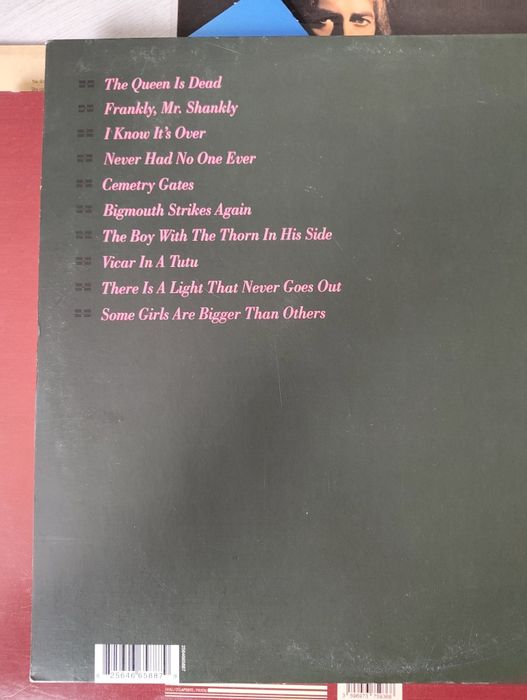 The Queen Is Dead
Frankly, Mr. Shankly
I Know It's Over
Never Had No One Ever
Cemetry Gates
Bigmouth Strikes Again
The Boy With The Thorn In His Side
Vicar In A Tutu
There Is A Light That Never Goes Out
Some Girls Are Bigger Than Others
25646 65887